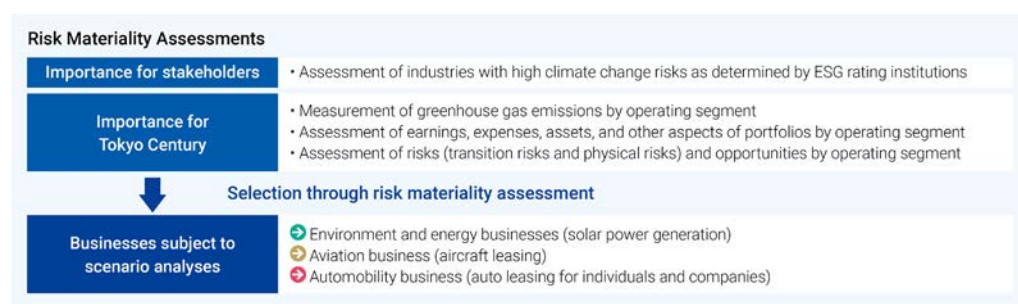 Risk Materiality Assessments
Importance for stakeholders
• Assessment of industries with high climate change risks as determined by ESG rating institutions
Importance for
Tokyo Century
• Measurement of greenhouse gas emissions by operating segment
• Assessment of earnings, expenses, assets, and other aspects of portfolios by operating segment
• Assessment of risks (transition risks and physical risks) and opportunities by operating segment
Selection through risk materiality assessment
Businesses subject to
scenario analyses
Environment and energy businesses (solar power generation)
Aviation business (aircraft leasing)
Automobility business (auto leasing for individuals and companies)